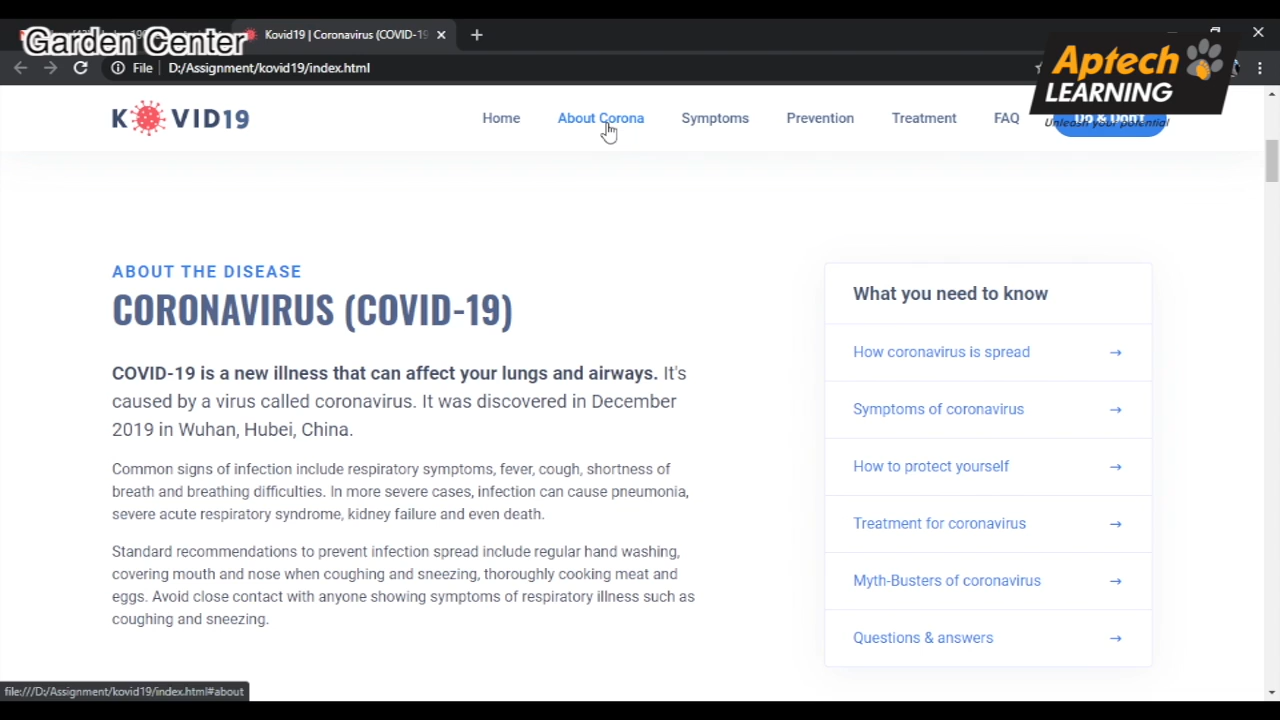 Garden Center
Kovid19 | Coronavirus (COVID-19
File
D:/Assignment/kovid19/index.html
Aptech
LEARNING
Unleash your potential
K VID19
Home
About Corona
Symptoms
Prevention
Treatment
FAQ
Do & Don't
ABOUT THE DISEASE
CORONAVIRUS (COVID-19)
COVID-19 is a new illness that can affect your lungs and airways. It's
caused by a virus called coronavirus. It was discovered in December
2019 in Wuhan, Hubei, China.
Common signs of infection include respiratory symptoms, fever, cough, shortness of
breath and breathing difficulties. In more severe cases, infection can cause pneumonia,
severe acute respiratory syndrome, kidney failure and even death.
Standard recommendations to prevent infection spread include regular hand washing,
covering mouth and nose when coughing and sneezing, thoroughly cooking meat and
eggs. Avoid close contact with anyone showing symptoms of respiratory illness such as
coughing and sneezing.
What you need to know
How coronavirus is spread
Symptoms of coronavirus
How to protect yourself
Treatment for coronavirus
Myth-Busters of coronavirus
Questions & answers
file:///D:/Assignment/kovid19/index.html#about